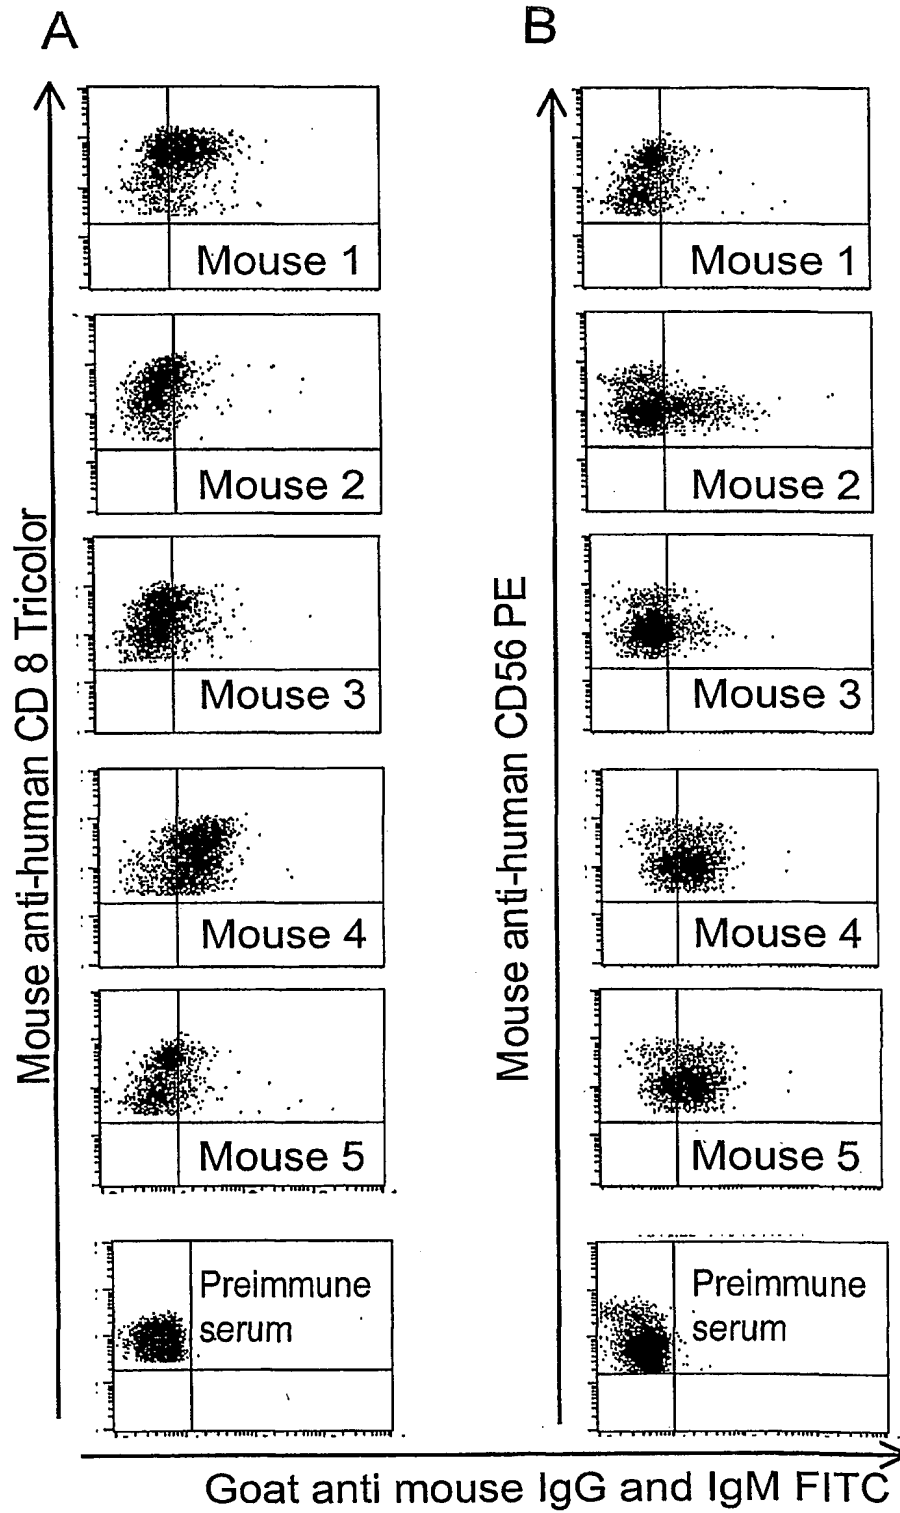 A
Mouse anti-human CD 8 Tricolor
Mouse 1
Mouse 2
Mouse 3
Mouse 4
Mouse 5
Preimmune
serum
B
Mouse anti-human CD56 PE
Mouse 1
Mouse 2
Mouse 3
Mouse 4
Mouse 5
Preimmune
serum
Goat anti mouse IgG and IgM FITC